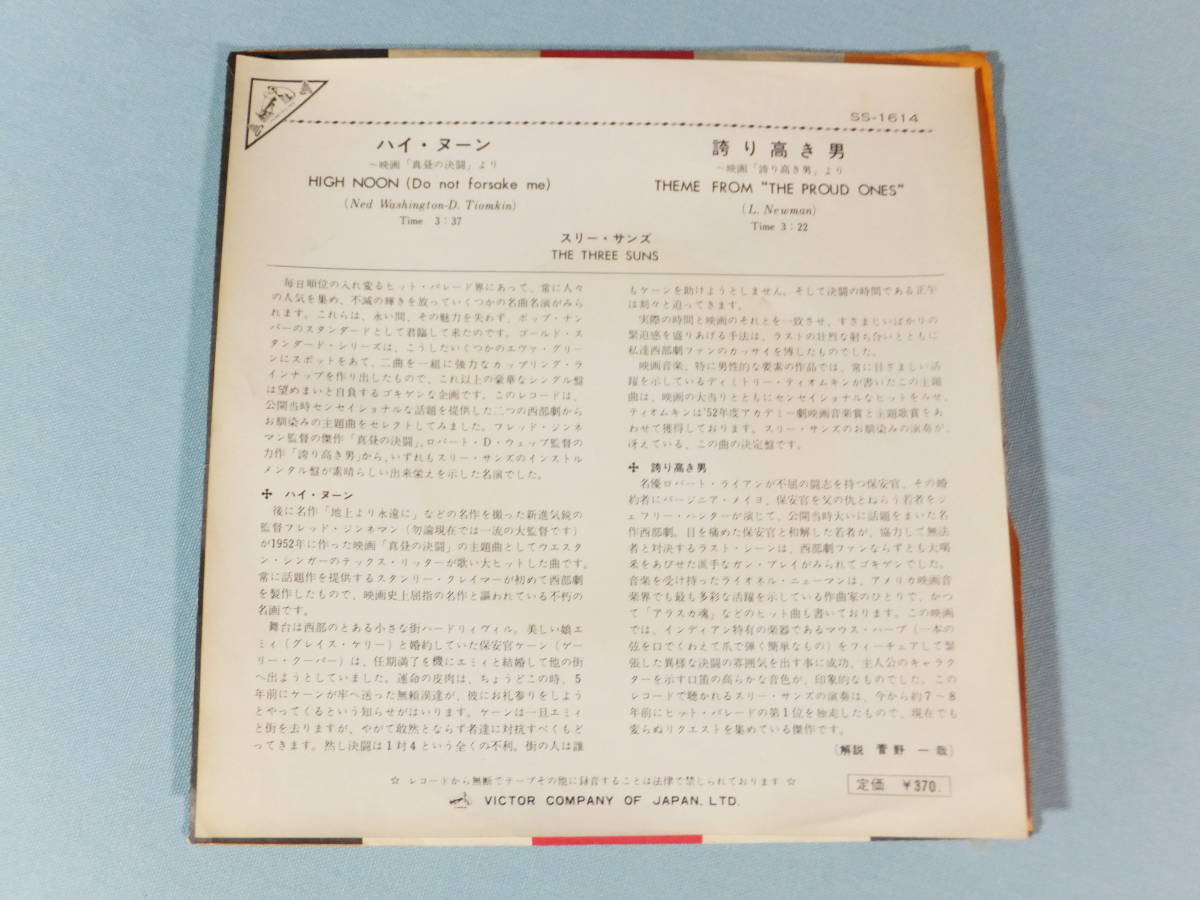 SS-1614
ハイ・ヌーン
～映画「真昼の決闘」より
HIGH NOON (Do not forsake me)
(Ned Washington-D. Tiomkin)
Time 3：37
誇り高き男
～映画「誇り高き男」より
THEME FROM "THE PROUD ONES"
(L. Newman)
Time 3：22
スリー・サンズ
THE THREE SUNS
毎日順位の入れ変るヒット・パレード界にあって、常に人々
の人気を集め、不滅の輝きを放っていくつかの名曲名演がみら
れます。これらは、永い間、その魅力を失わず、ポップ・ナン
バーのスタンダードとして君臨して来たのです。ゴールド・ス
タンダード・シリーズは、こうしたいくつかのエヴァ・グリー
ンにスポットをあて、二曲を一組に強力なカップリング・ラ
インナップを作り出したもので、これ以上の豪華なシングル盤
は望めまいと自負するゴキゲンな企画です。このレコードは、
公開当時センセイショナルな話題を提供した二つの西部劇から
お馴染みの主題曲をセレクトしてみました。フレッド・ジンネ
マン監督の傑作「真昼の決闘」、ロバート・D・ウェッブ監督の
力作「誇り高き男」から、いずれもスリー・サンズのインストル
メンタル盤が素晴らしい出来栄えを示した名演でした。
✣ ハイ・ヌーン
後に名作「地上より永遠に」などの名作を撮った新進気鋭の
監督フレッド・ジンネマン（勿論現在では一流の大監督です）
が1952年に作った映画「真昼の決闘」の主題曲としてウエスタ
ン・シンガーのテックス・リッターが歌い大ヒットした曲です。
常に話題作を提供するスタンリー・クレイマーが初めて西部劇
を製作したもので、映画史上屈指の名作と謳われている不朽の
名画です。
舞台は西部のとある小さな街ハードリィヴィル。美しい娘エ
ミィ（グレイス・ケリー）と婚約していた保安官ケーン（ゲー
リー・クーパー）は、任期満了を機にエミィと結婚して他の街
へ出ようとしていました。運命の皮肉は、ちょうどこの時、5
年前にケーンが牢へ送った無頼漢達が、彼にお礼参りをしよう
とやってくるという知らせがはいります。ケーンは一旦エミィ
と街を去りますが、やがて敢然とならず者達に対抗すべくもど
ってきます。然し決闘は1対4という全くの不利。街の人は誰
もケーンを助けようとしません。そして決闘の時間である正午
は刻々と迫ってきます。
実際の時間と映画のそれとを一致させ、すさまじいばかりの
緊迫感を盛りあげる手法は、ラストの壮烈な射ち合いとともに
私達西部劇ファンのカッサイを博したものでした。
映画音楽、特に男性的な要素の作品では、常に目ざましい活
躍を示しているディミトリー・ティオムキンが書いたこの主題
曲は、映画の大当りとともにセンセイショナルなヒットをみせ、
ティオムキンは'52年度アカデミー劇映画音楽賞と主題歌賞をあ
わせて獲得しております。スリー・サンズのお馴染みの演奏が、
冴えている、この曲の決定盤です。
✣ 誇り高き男
名優ロバート・ライアンが不屈の闘志を持つ保安官、その婚
約者にバージニア・メイヨ、保安官を父の仇とねらう若者をジ
ェフリー・ハンターが演じて、公開当時大いに話題をまいた名
作西部劇。目を痛めた保安官と和解した若者が、協力して無法
者と対決するラスト・シーンは、西部劇ファンならずとも大喝
采をあびせた派手なガン・プレイがみられてゴキゲンでした。
音楽を受け持ったライオネル・ニューマンは、アメリカ映画音
楽界でも最も多彩な活躍を示している作曲家のひとりで、かつ
て「アラスカ魂」などのヒット曲も書いております。この映画
では、インディアン特有の楽器であるマウス・ハープ（一本の
弦を口でくわえて爪で弾く簡単なもの）をフィーチェアして緊
張した異様な決闘の雰囲気を出す事に成功。主人公のキャラク
ターを示す口笛の高らかな音色が、印象的なものでした。この
レコードで聴かれるスリー・サンズの演奏は、今から約7～8
年前にヒット・パレードの第1位を独走したもので、現在でも
変らぬリクエストを集めている傑作です。
〔解説 青野 一哉〕
☆ レコードから無断でテープその他に録音することは法律で禁じられております ☆
VICTOR COMPANY OF JAPAN, LTD.
定価 ¥370.